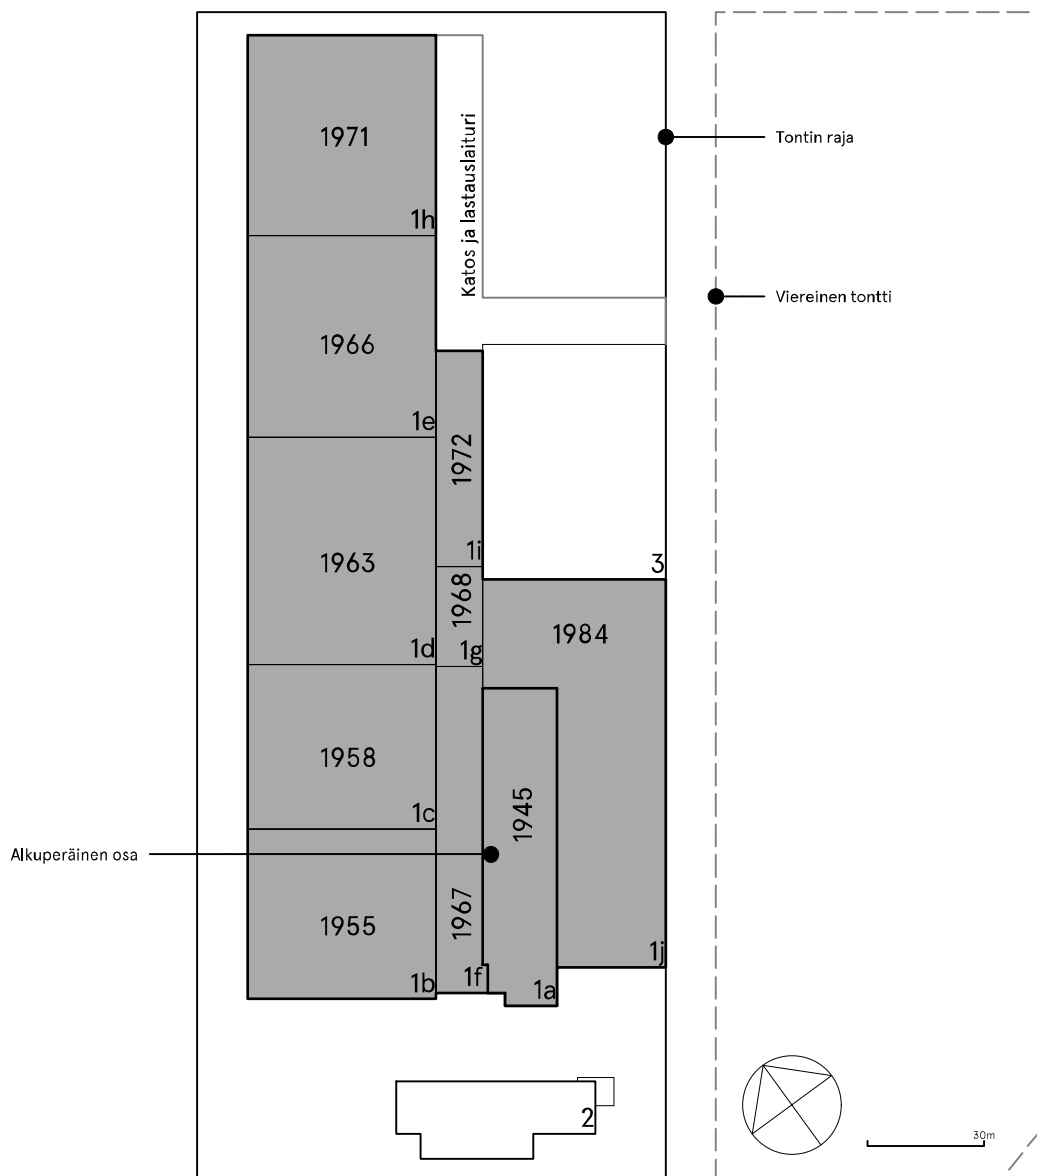 1971
1h
Katos ja lastauslaituri
Tontin raja
Viereinen tontti
1966
1e
1972
1i
3
1963
1d
1968
1g
1984
1958
1c
1945
Alkuperäinen osa
1955
1b
1967
1f
1a
1j
2
30m